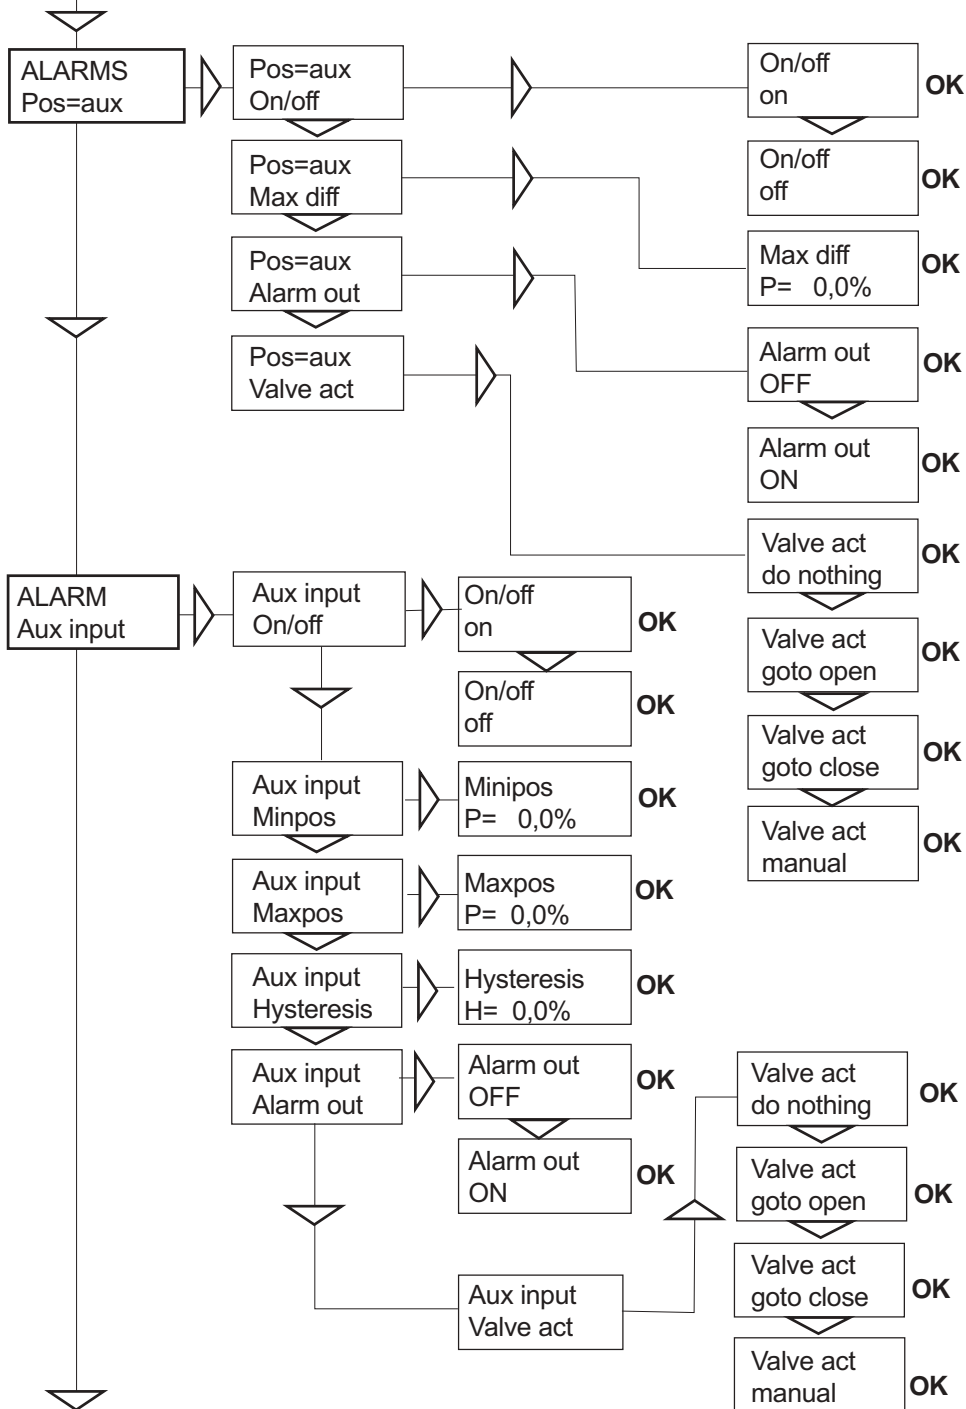 ALARMS
Pos=aux
Pos=aux
On/off
On/off
on
OK
On/off
off
OK
Pos=aux
Max diff
Max diff
P= 0,0%
OK
Pos=aux
Alarm out
Alarm out
OFF
OK
Alarm out
ON
OK
Pos=aux
Valve act
Valve act
do nothing
OK
Valve act
goto open
OK
Valve act
goto close
OK
Valve act
manual
OK
ALARM
Aux input
Aux input
On/off
On/off
on
OK
On/off
off
OK
Aux input
Minpos
Minipos
P= 0,0%
OK
Aux input
Maxpos
Maxpos
P= 0,0%
OK
Aux input
Hysteresis
Hysteresis
H= 0,0%
OK
Aux input
Alarm out
Alarm out
OFF
OK
Alarm out
ON
OK
Aux input
Valve act
Valve act
do nothing
OK
Valve act
goto open
OK
Valve act
goto close
OK
Valve act
manual
OK